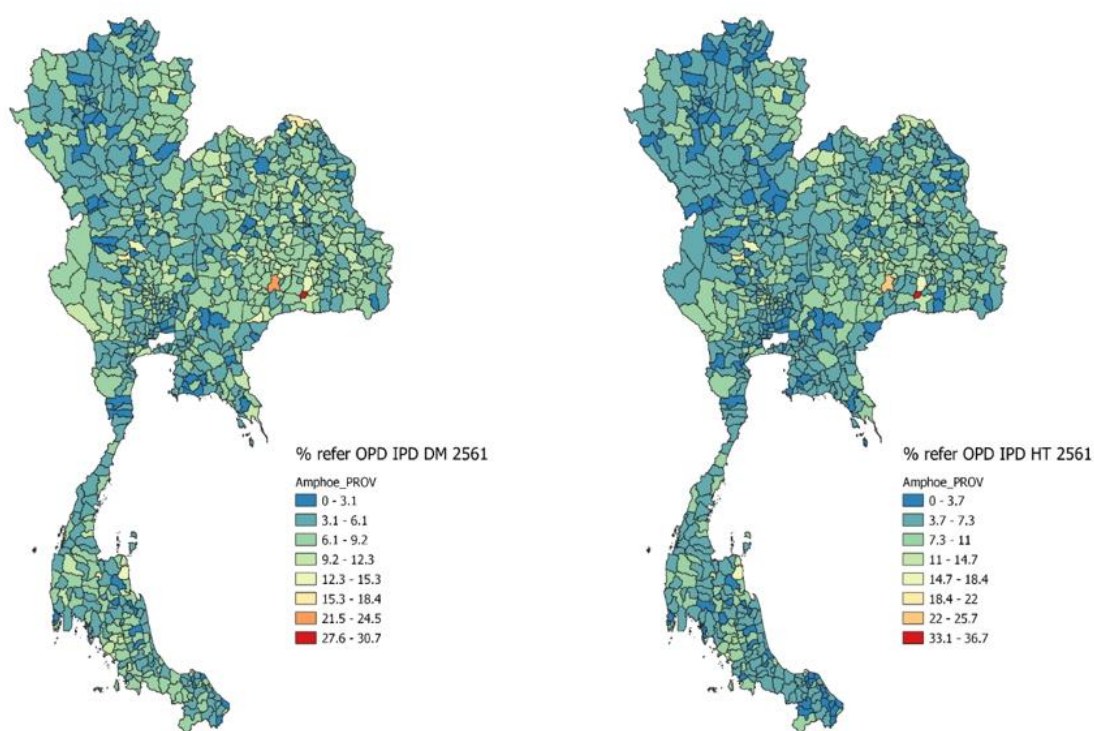 % refer OPD IPD DM 2561
Amphoe_PROV
0 - 3.1
3.1 - 6.1
6.1 - 9.2
9.2 - 12.3
12.3 - 15.3
15.3 - 18.4
21.5 - 24.5
27.6 - 30.7
% refer OPD IPD HT 2561
Amphoe_PROV
0 - 3.7
3.7 - 7.3
7.3 - 11
11 - 14.7
14.7 - 18.4
18.4 - 22
22 - 25.7
33.1 - 36.7